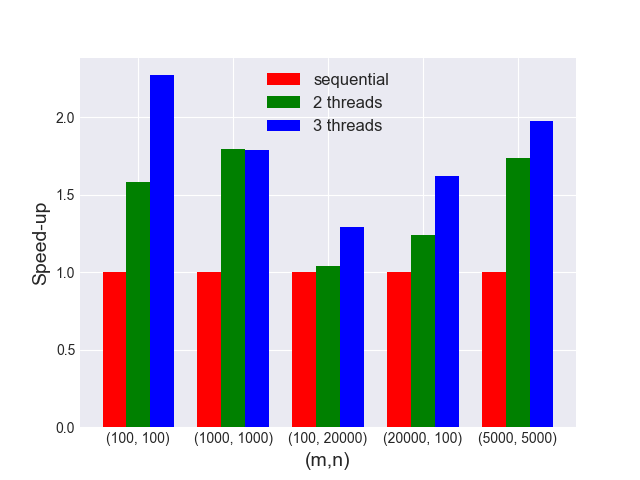 sequential
2 threads
3 threads
Speed-up
2.0
1.5
1.0
0.5
0.0
(100, 100) (1000, 1000) (100, 20000) (20000, 100) (5000, 5000)
(m,n)